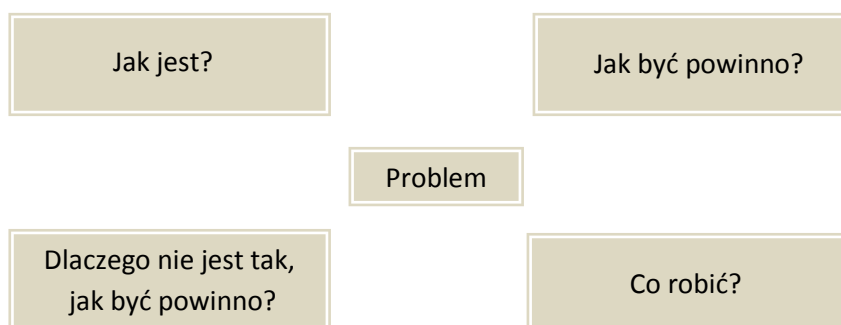 Jak jest?
Jak być powinno?
Problem
Dlaczego nie jest tak,
jak być powinno?
Co robić?